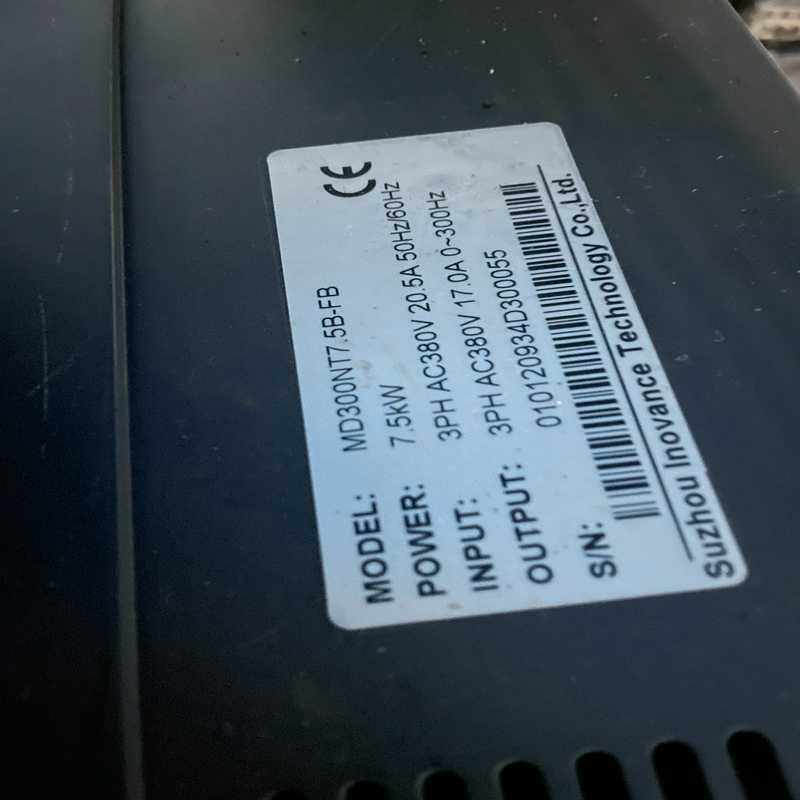 CE
MODEL: MD300NT7.5B-FB
POWER: 7.5kW
INPUT: 3PH AC380V 20.5A 50Hz/60Hz
OUTPUT: 3PH AC380V 17.0A 0~300Hz
S/N: 010120934D300055
Suzhou Inovance Technology Co.,Ltd.